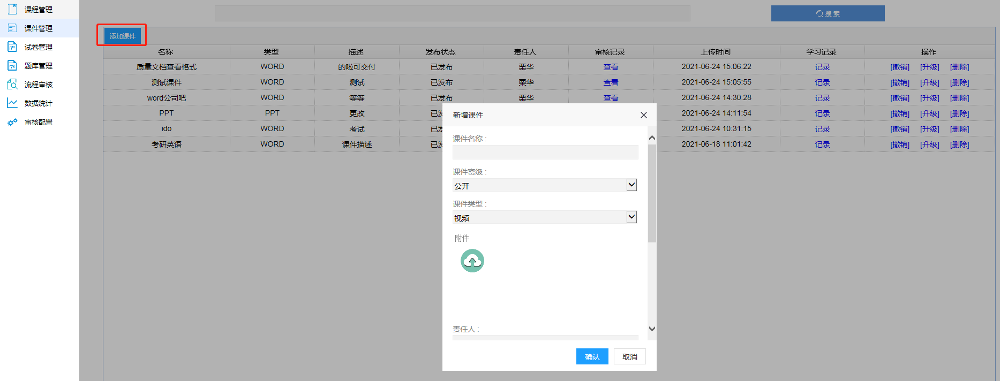 课程管理
课件管理
试卷管理
题库管理
流程审核
数据统计
审核配置
搜索
添加课件
名称 类型 描述 发布状态 责任人 审核记录 上传时间 学习记录 操作
质量文档查看格式 WORD 的啦可交付 已发布 栗华 查看 2021-06-24 15:06:22 记录 [撤销] [升级] [删除]
测试课件 WORD 测试 已发布 栗华 查看 2021-06-24 15:05:55 记录 [撤销] [升级] [删除]
word公司吧 WORD 等等 已发布 栗华 查看 2021-06-24 14:30:28 记录 [撤销] [升级] [删除]
PPT PPT 更改 已发 2021-06-24 14:11:54 记录 [撤销] [升级] [删除]
ido WORD 考试 已发 2021-06-24 10:31:15 记录 [撤销] [升级] [删除]
考研英语 WORD 课件描述 已发 2021-06-18 11:01:42 记录 [撤销] [升级] [删除]
新增课件
课件名称 :
课件密级 :
公开
课件类型 :
视频
附件
责任人 :
确认 取消